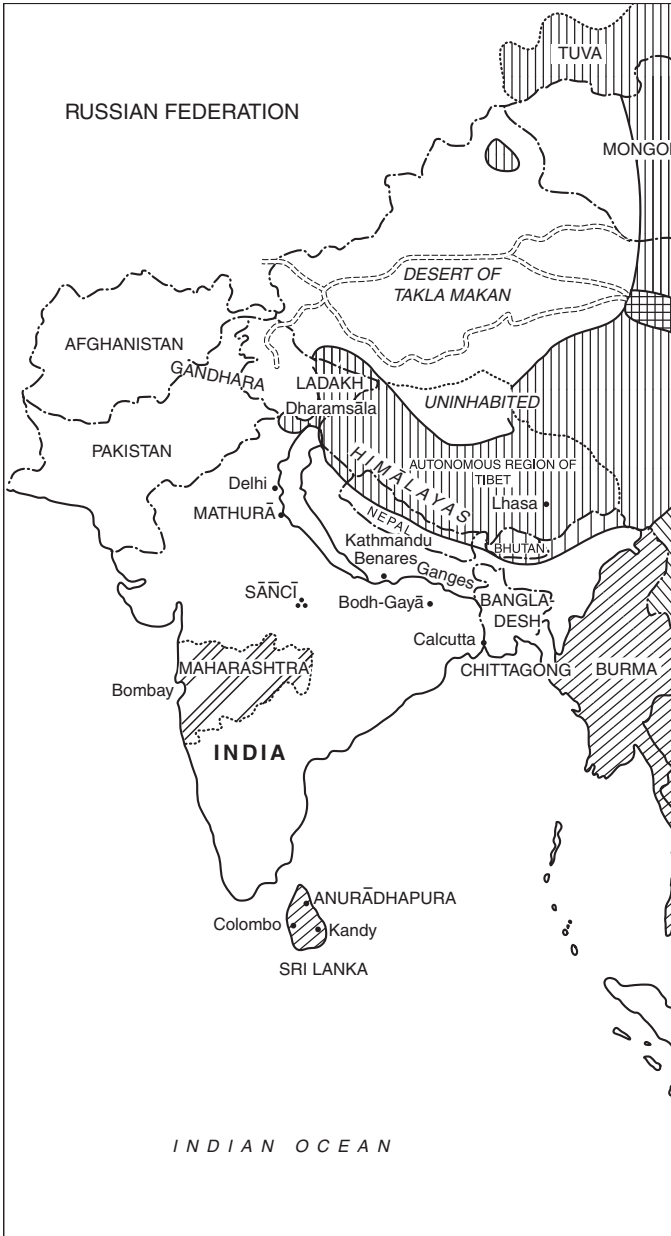 TUVA
RUSSIAN FEDERATION
MONGOL
DESERT OF
TAKLA MAKAN
AFGHANISTAN
GANDHARA
LADAKH
Dharamsāla
UNINHABITED
PAKISTAN
HIMĀLAYAS
AUTONOMOUS REGION OF
TIBET
Delhi
Lhasa
MATHURĀ
NEPAL
Kathmandu
BHUTAN
Benares
Ganges
SĀÑCĪ
Bodh-Gayā
BANGLA-
DESH
Calcutta
MAHARASHTRA
CHITTAGONG
BURMA
Bombay
INDIA
ANURĀDHAPURA
Colombo
Kandy
SRI LANKA
INDIAN OCEAN